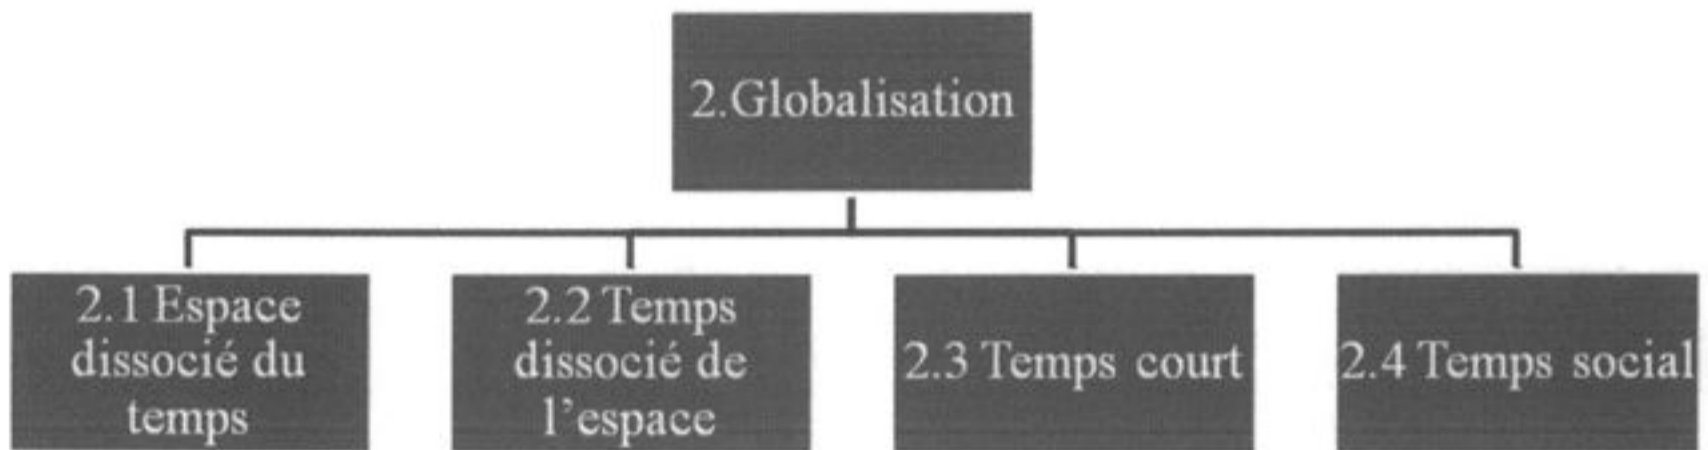 2.Globalisation
2.1 Espace
dissocié du
temps
2.2 Temps
dissocié de
l'espace
2.3 Temps court
2.4 Temps social